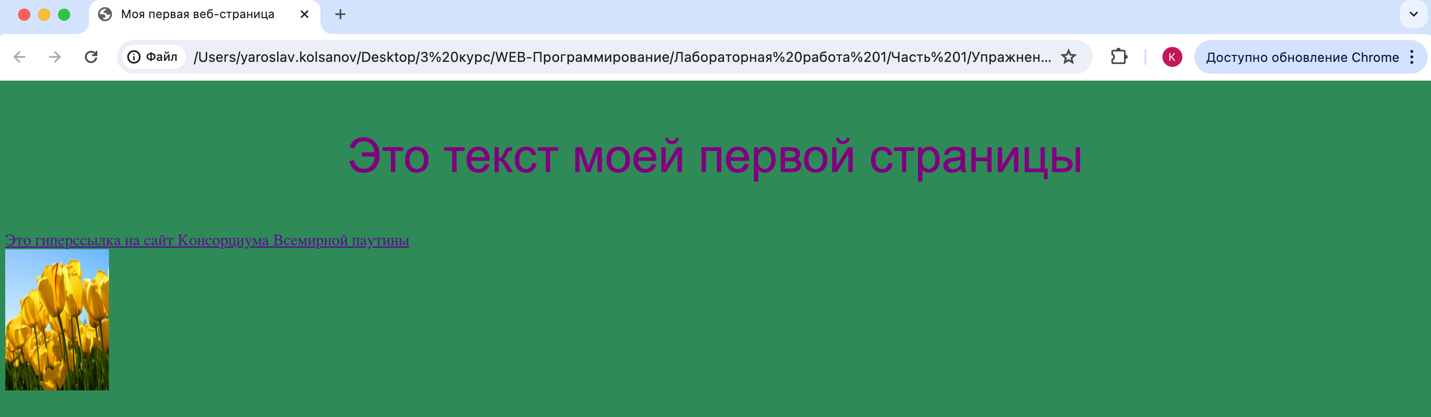 Моя первая веб-страница
Файл /Users/yaroslav.kolsanov/Desktop/3%20курс/WEB-Программирование/Лабораторная%20работа%201/Часть%201/Упражнен... K Доступно обновление Chrome
Это текст моей первой страницы
Это гиперссылка на сайт Консорциума Всемирной паутины